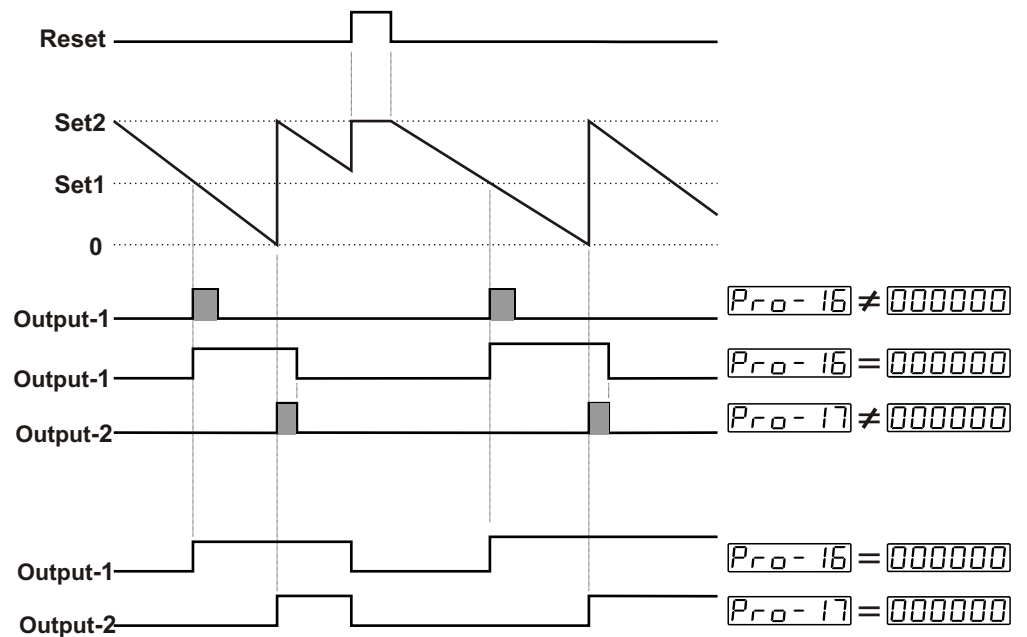 Reset
Set2
Set1
0
Output-1 Pro-16 ≠ 000000
Output-1 Pro-16 = 000000
Output-2 Pro-17 ≠ 000000
Output-1 Pro-16 = 000000
Output-2 Pro-17 = 000000